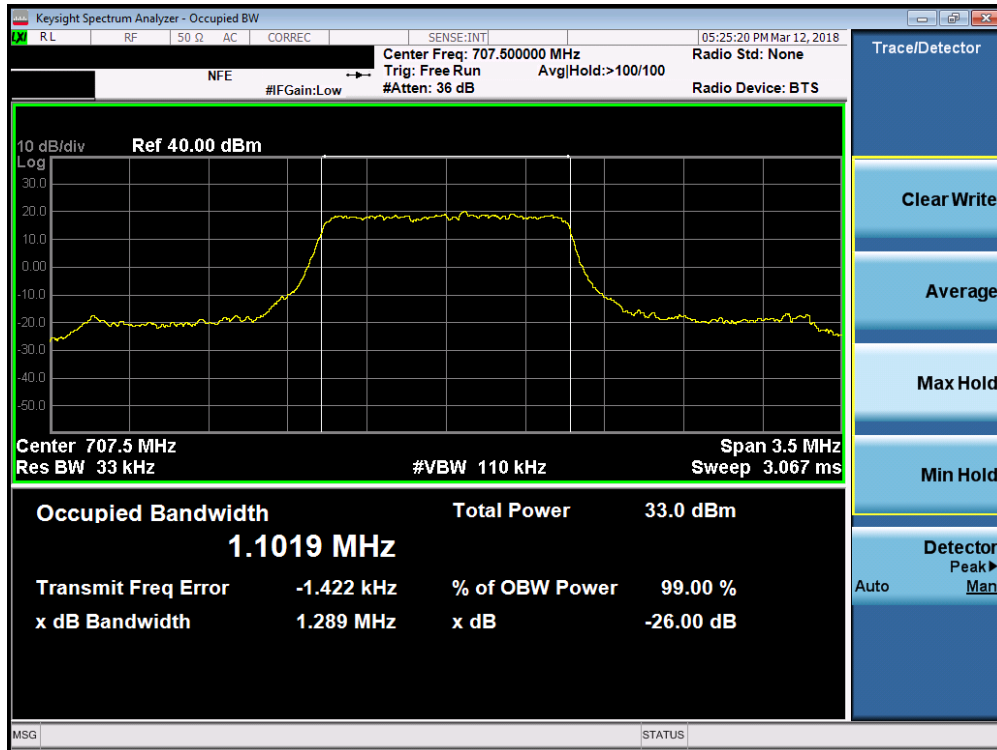 Keysight Spectrum Analyzer - Occupied BW
LXI RL RF 50 Ω AC CORREC SENSE:INT 05:25:20 PM Mar 12, 2018
Center Freq: 707.500000 MHz Radio Std: None
NFE Trig: Free Run Avg|Hold:>100/100
#IFGain:Low #Atten: 36 dB Radio Device: BTS
Trace/Detector
10 dB/div Ref 40.00 dBm
Log
30.0
20.0
10.0
0.00
-10.0
-20.0
-30.0
-40.0
-50.0
Center 707.5 MHz Span 3.5 MHz
Res BW 33 kHz #VBW 110 kHz Sweep 3.067 ms
Occupied Bandwidth Total Power 33.0 dBm
1.1019 MHz
Transmit Freq Error -1.422 kHz % of OBW Power 99.00 %
x dB Bandwidth 1.289 MHz x dB -26.00 dB
Clear Write
Average
Max Hold
Min Hold
Detector
Peak▶
Auto Man
MSG STATUS